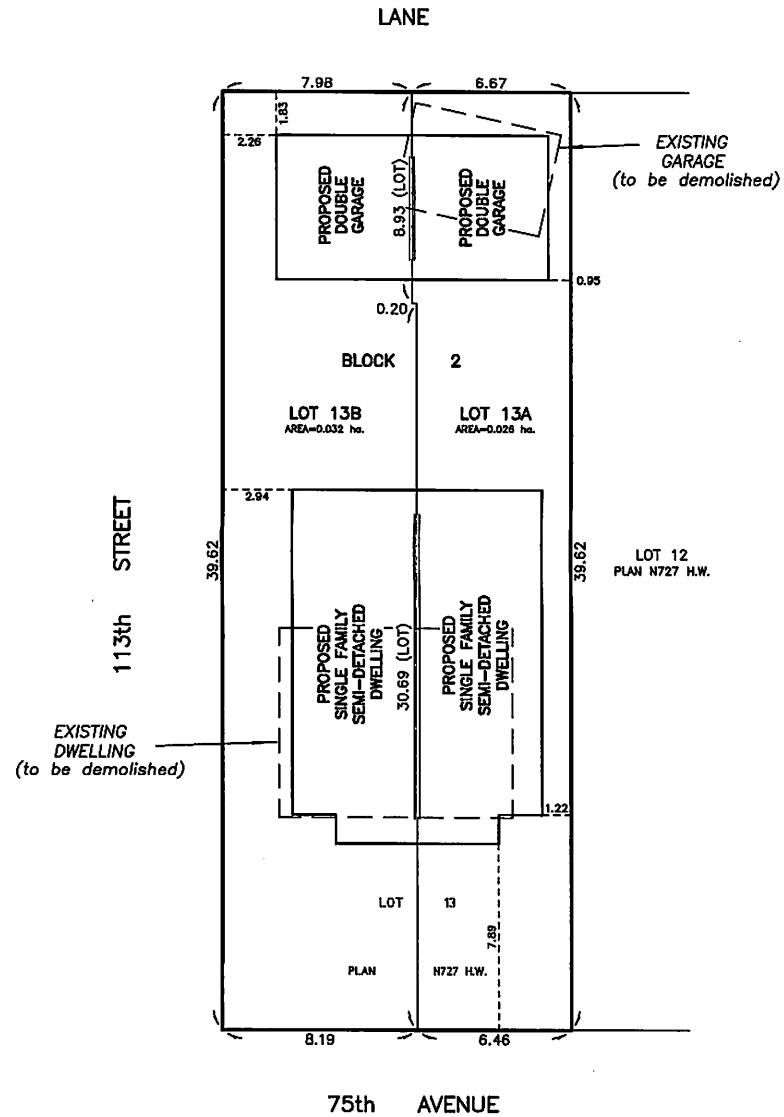 LANE
7.98
6.67
1.83
2.26
EXISTING
GARAGE
(to be demolished)
PROPOSED
DOUBLE
GARAGE
8.93 (LOT)
PROPOSED
DOUBLE
GARAGE
0.95
0.20
BLOCK 2
LOT 13B
AREA=0.032 ha.
LOT 13A
AREA=0.026 ha.
2.94
113th STREET
39.62
39.62
LOT 12
PLAN N727 H.W.
PROPOSED
SINGLE FAMILY
SEMI-DETACHED
DWELLING
30.69 (LOT)
PROPOSED
SINGLE FAMILY
SEMI-DETACHED
DWELLING
EXISTING
DWELLING
(to be demolished)
1.22
LOT 13
7.89
PLAN N727 H.W.
8.19
6.46
75th AVENUE